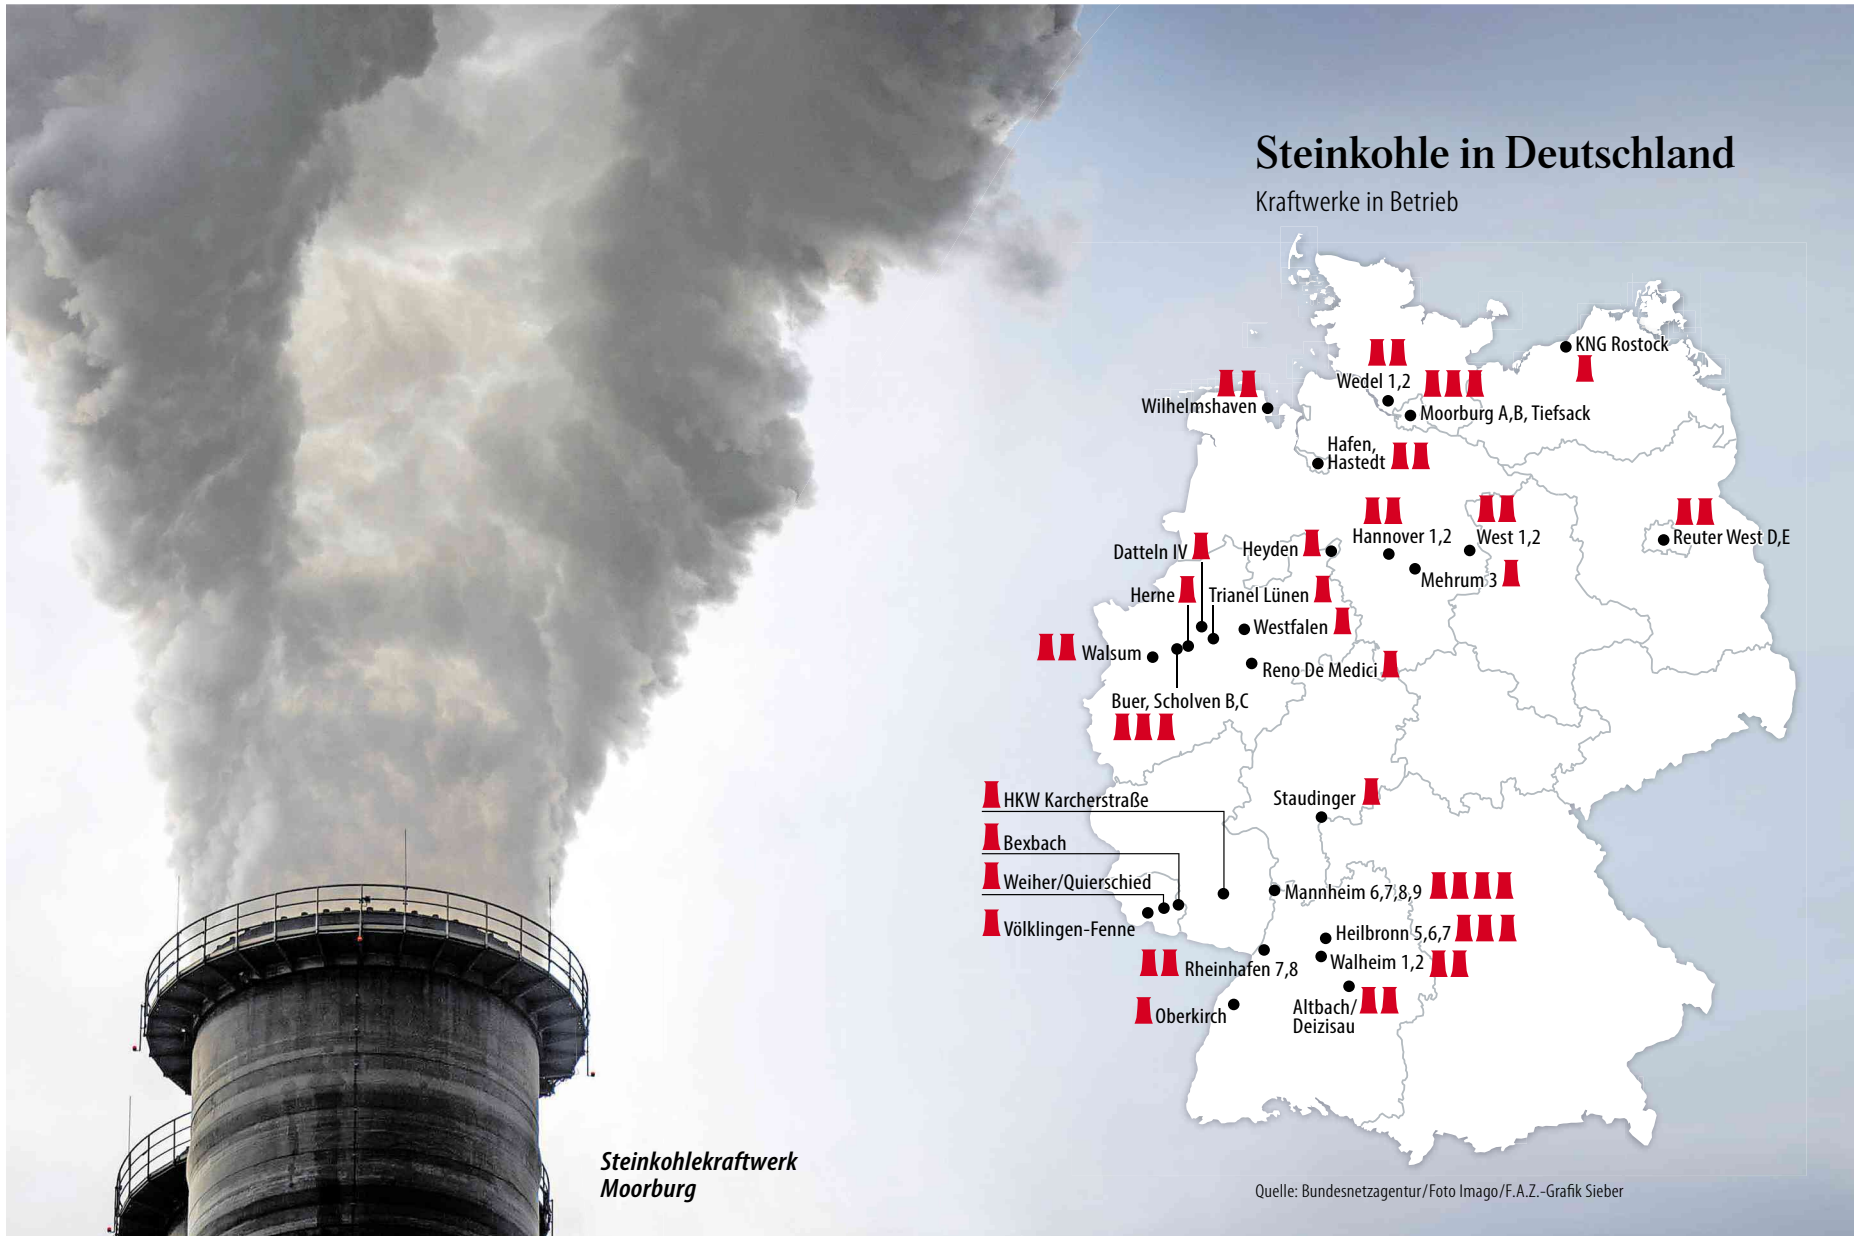 Steinkohle in Deutschland
Kraftwerke in Betrieb
KNG Rostock
Wedel 1,2
Wilhelmshaven
Moorburg A,B, Tiefsack
Hafen,
Hastedt
Hannover 1,2
West 1,2
Reuter West D,E
Datteln IV
Heyden
Mehrum 3
Herne
Trianel Lünen
Westfalen
Walsum
Reno De Medici
Buer, Scholven B,C
HKW Karcherstraße
Staudinger
Bexbach
Weiher/Quierschied
Mannheim 6,7,8,9
Völklingen-Fenne
Heilbronn 5,6,7
Walheim 1,2
Rheinhafen 7,8
Altbach/
Deizisau
Oberkirch
Steinkohlekraftwerk
Moorburg
Quelle: Bundesnetzagentur/Foto Imago/F.A.Z.-Grafik Sieber